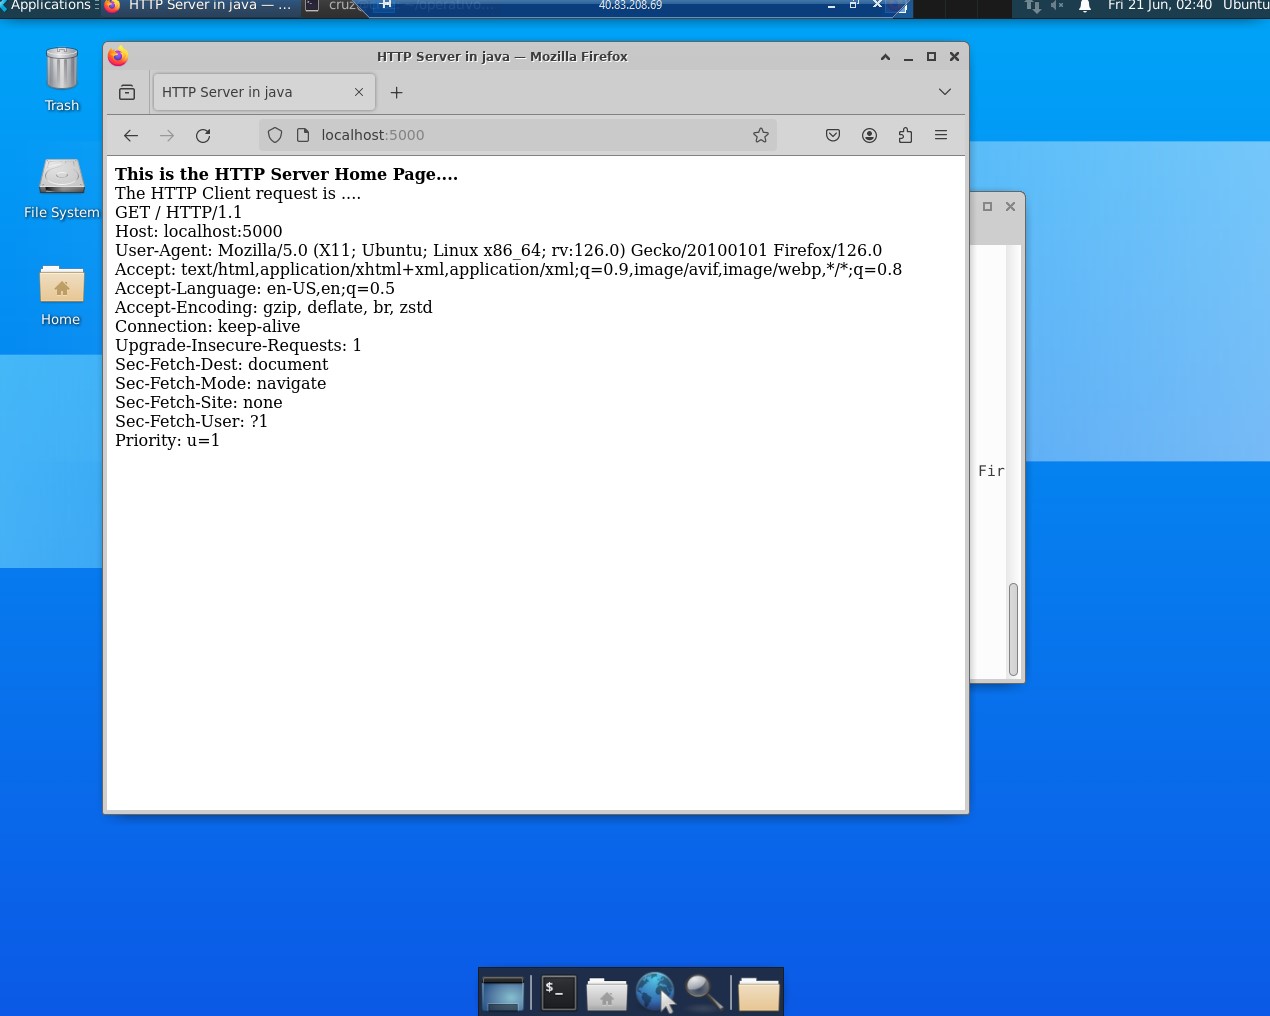 Applications
HTTP Server in java — ...
40.83.208.69
Fri 21 Jun, 02:40
Ubuntu
Trash
File System
Home
HTTP Server in java — Mozilla Firefox
HTTP Server in java
localhost:5000
This is the HTTP Server Home Page....
The HTTP Client request is ....
GET / HTTP/1.1
Host: localhost:5000
User-Agent: Mozilla/5.0 (X11; Ubuntu; Linux x86_64; rv:126.0) Gecko/20100101 Firefox/126.0
Accept: text/html,application/xhtml+xml,application/xml;q=0.9,image/avif,image/webp,*/*;q=0.8
Accept-Language: en-US,en;q=0.5
Accept-Encoding: gzip, deflate, br, zstd
Connection: keep-alive
Upgrade-Insecure-Requests: 1
Sec-Fetch-Dest: document
Sec-Fetch-Mode: navigate
Sec-Fetch-Site: none
Sec-Fetch-User: ?1
Priority: u=1
Fir
$_